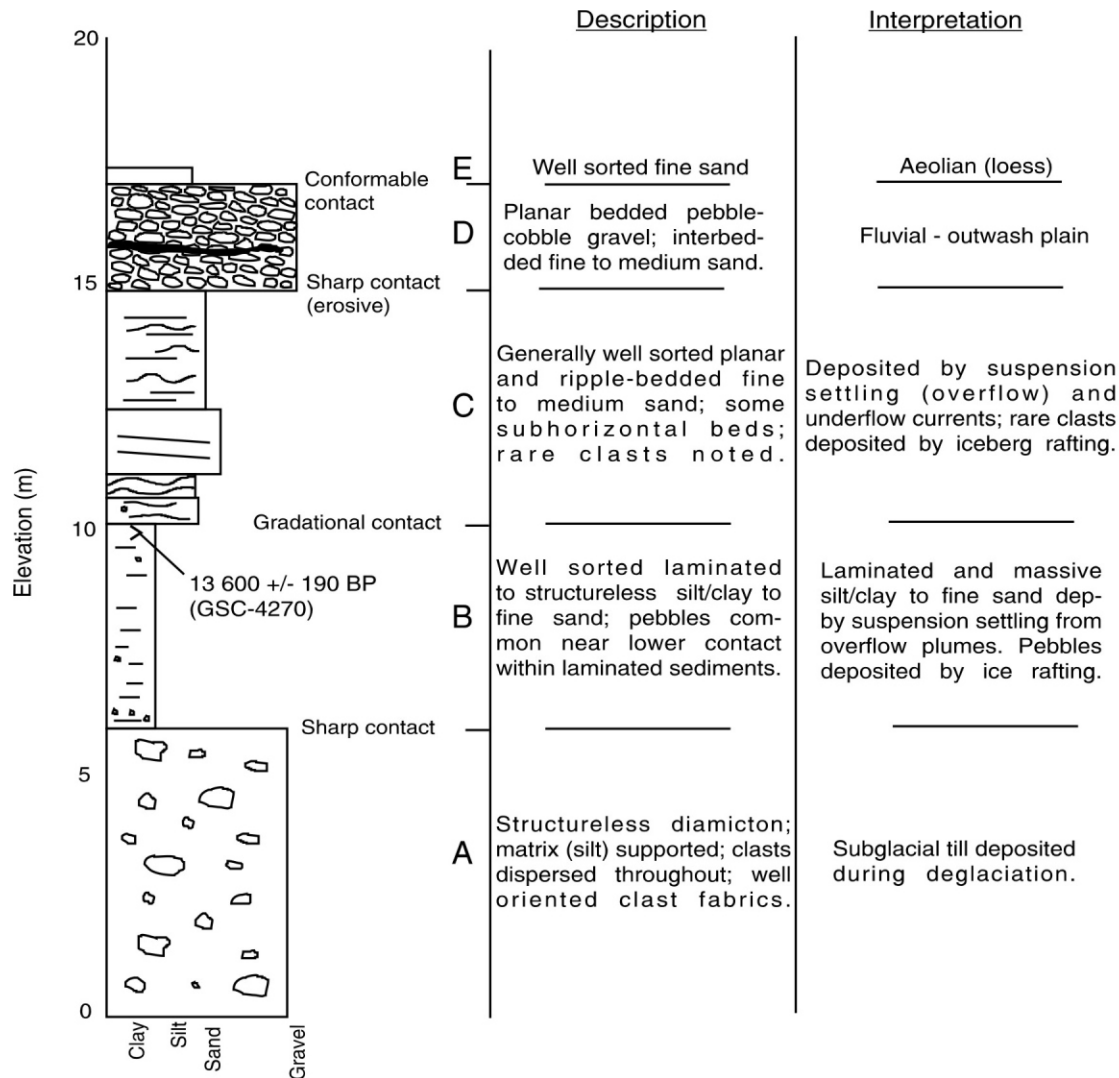 Description
Interpretation
20
15
10
5
0
Elevation (m)
Clay
Silt
Sand
Gravel
Conformable
contact
Sharp contact
(erosive)
Gradational contact
13 600 +/- 190 BP
(GSC-4270)
Sharp contact
E
Well sorted fine sand
Aeolian (loess)
D
Planar bedded pebble-
cobble gravel; interbed-
ded fine to medium sand.
Fluvial - outwash plain
C
Generally well sorted planar
and ripple-bedded fine
to medium sand; some
subhorizontal beds;
rare clasts noted.
Deposited by suspension
settling (overflow) and
underflow currents; rare clasts
deposited by iceberg rafting.
B
Well sorted laminated
to structureless silt/clay to
fine sand; pebbles com-
mon near lower contact
within laminated sediments.
Laminated and massive
silt/clay to fine sand dep-
by suspension settling from
overflow plumes. Pebbles
deposited by ice rafting.
A
Structureless diamicton;
matrix (silt) supported; clasts
dispersed throughout; well
oriented clast fabrics.
Subglacial till deposited
during deglaciation.